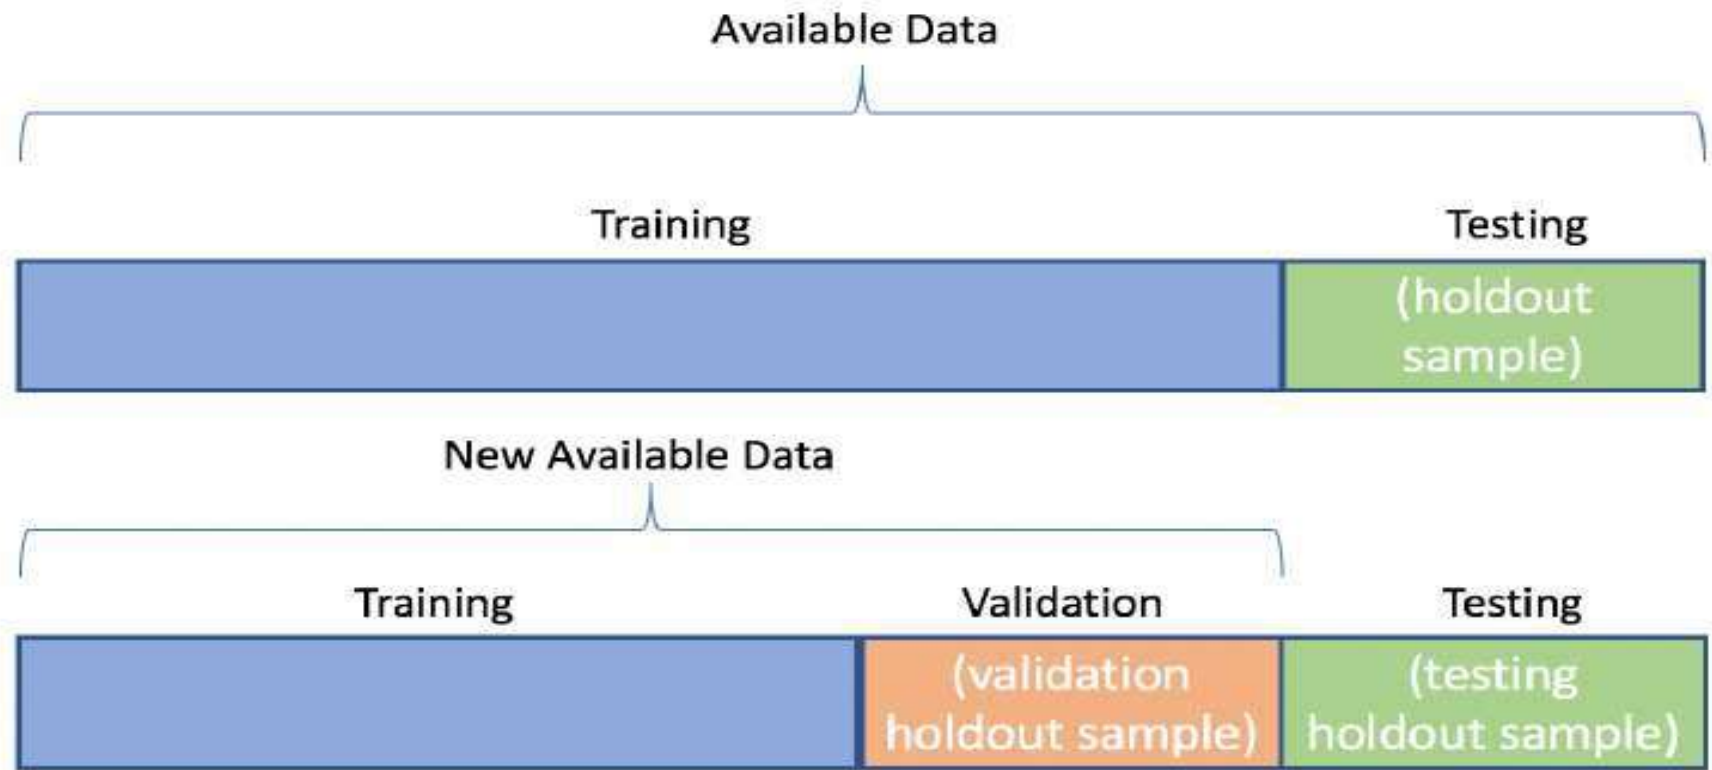 Available Data
Training
Testing
(holdout
sample)
New Available Data
Training
Validation
Testing
(validation
holdout sample)
(testing
holdout sample)